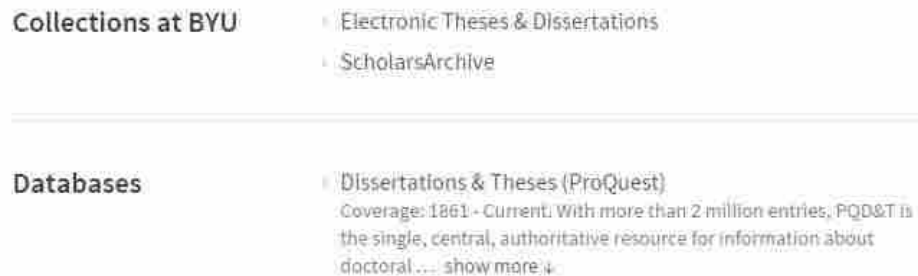 Collections at BYU
Electronic Theses & Dissertations
ScholarsArchive
Databases
Dissertations & Theses (ProQuest)
Coverage: 1861 - Current. With more than 2 million entries, PQD&T is
the single, central, authoritative resource for information about
doctoral ... show more ↓